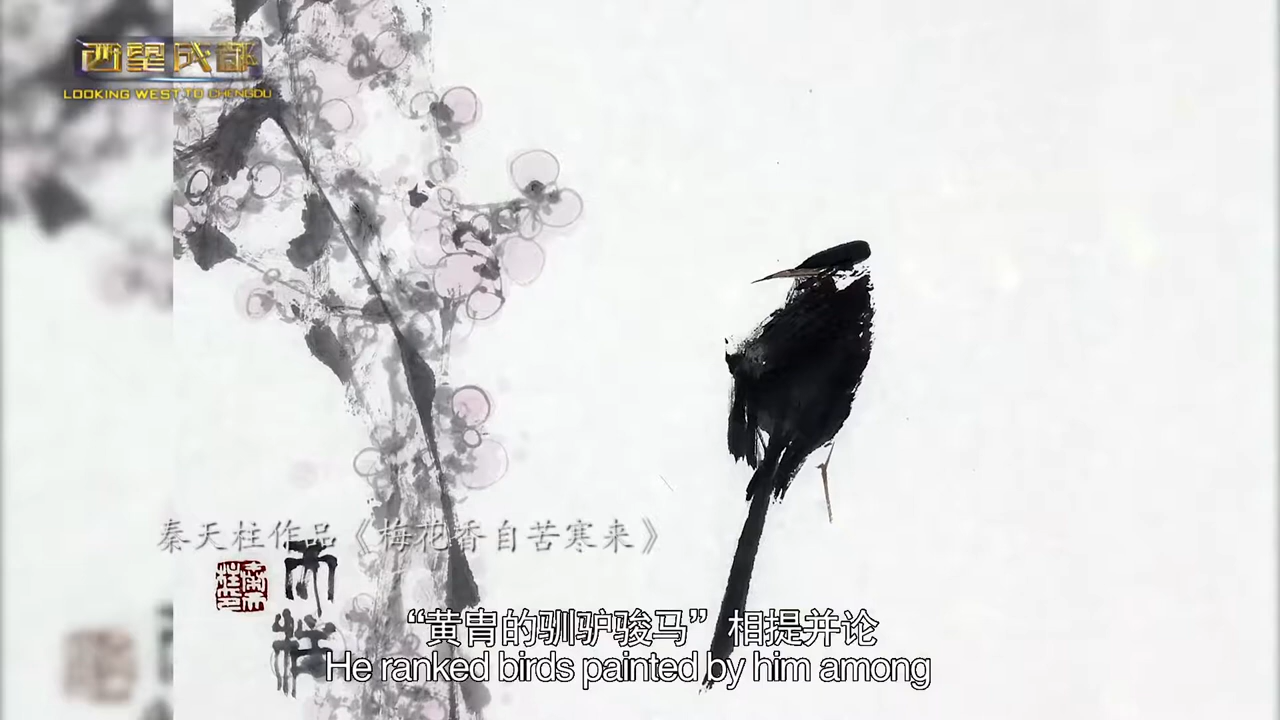 西望成都
LOOKING WEST TO CHENGDU
秦天柱作品《梅花香自苦寒来》
天柱
“黄胄的驯驴骏马”相提并论
He ranked birds painted by him among